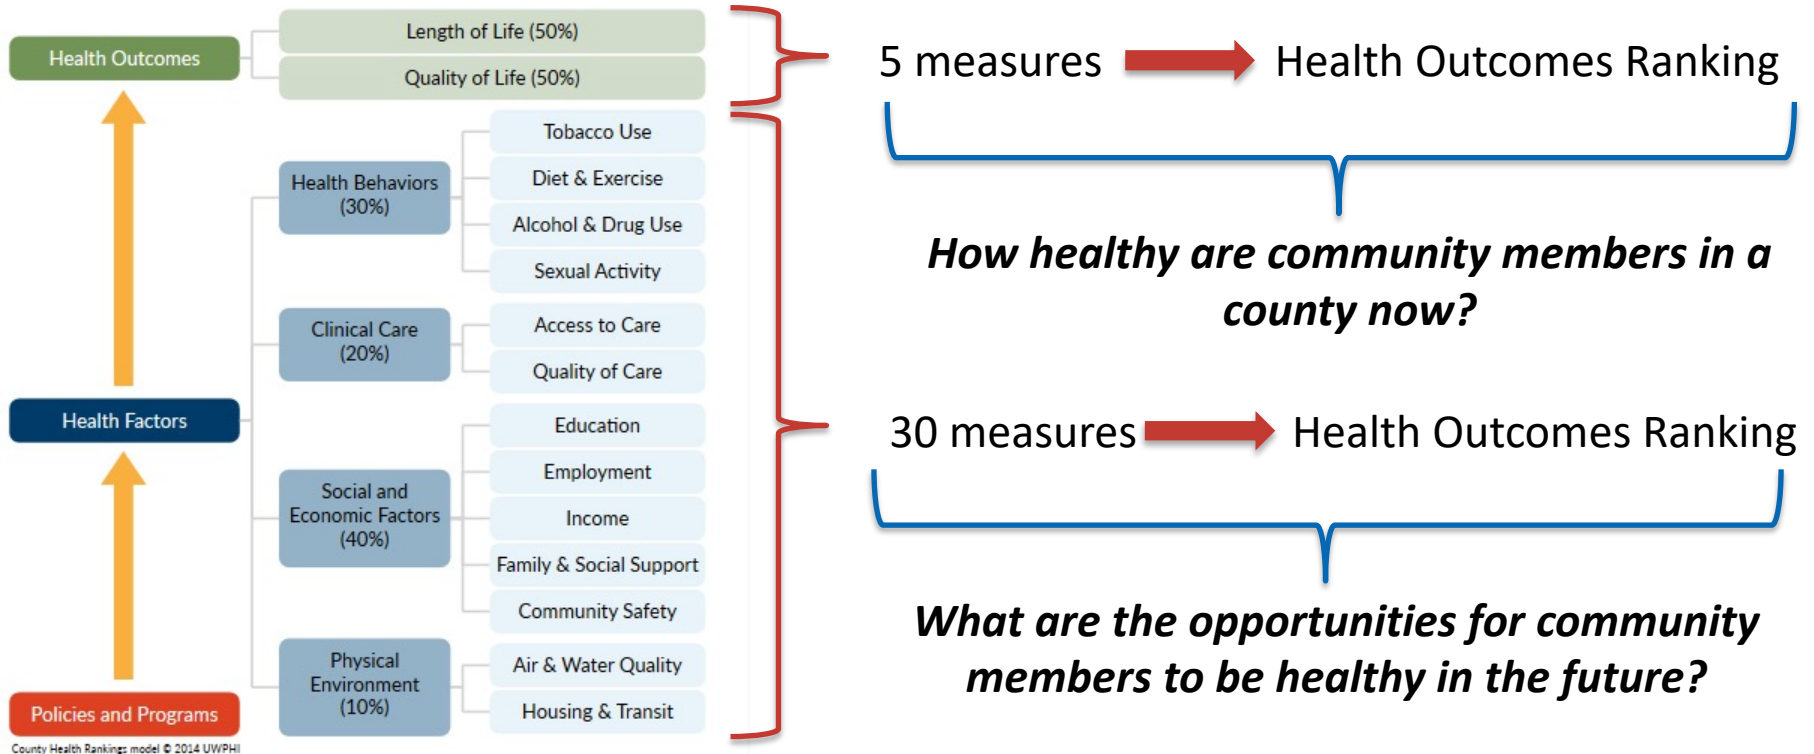 Health Outcomes
Length of Life (50%)
Quality of Life (50%)
Health Factors
Health Behaviors
(30%)
Tobacco Use
Diet & Exercise
Alcohol & Drug Use
Sexual Activity
Clinical Care
(20%)
Access to Care
Quality of Care
Social and
Economic Factors
(40%)
Education
Employment
Income
Family & Social Support
Community Safety
Physical
Environment
(10%)
Air & Water Quality
Housing & Transit
Policies and Programs
County Health Rankings model © 2014 UWPHI
5 measures
Health Outcomes Ranking
How healthy are community members in a
county now?
30 measures
Health Outcomes Ranking
What are the opportunities for community
members to be healthy in the future?